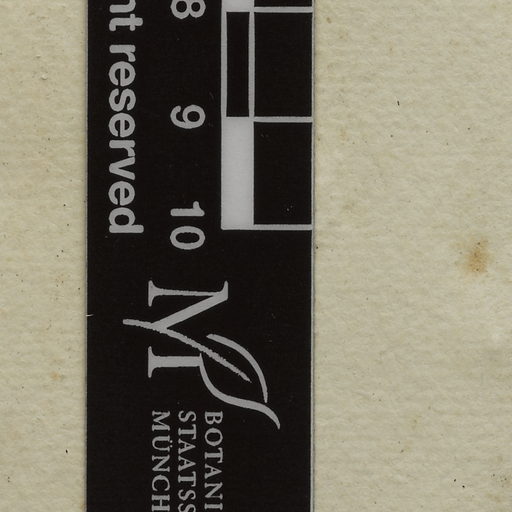 nt reserved
8 9 10
M
BOTANI
STAATSS
MÜNCH